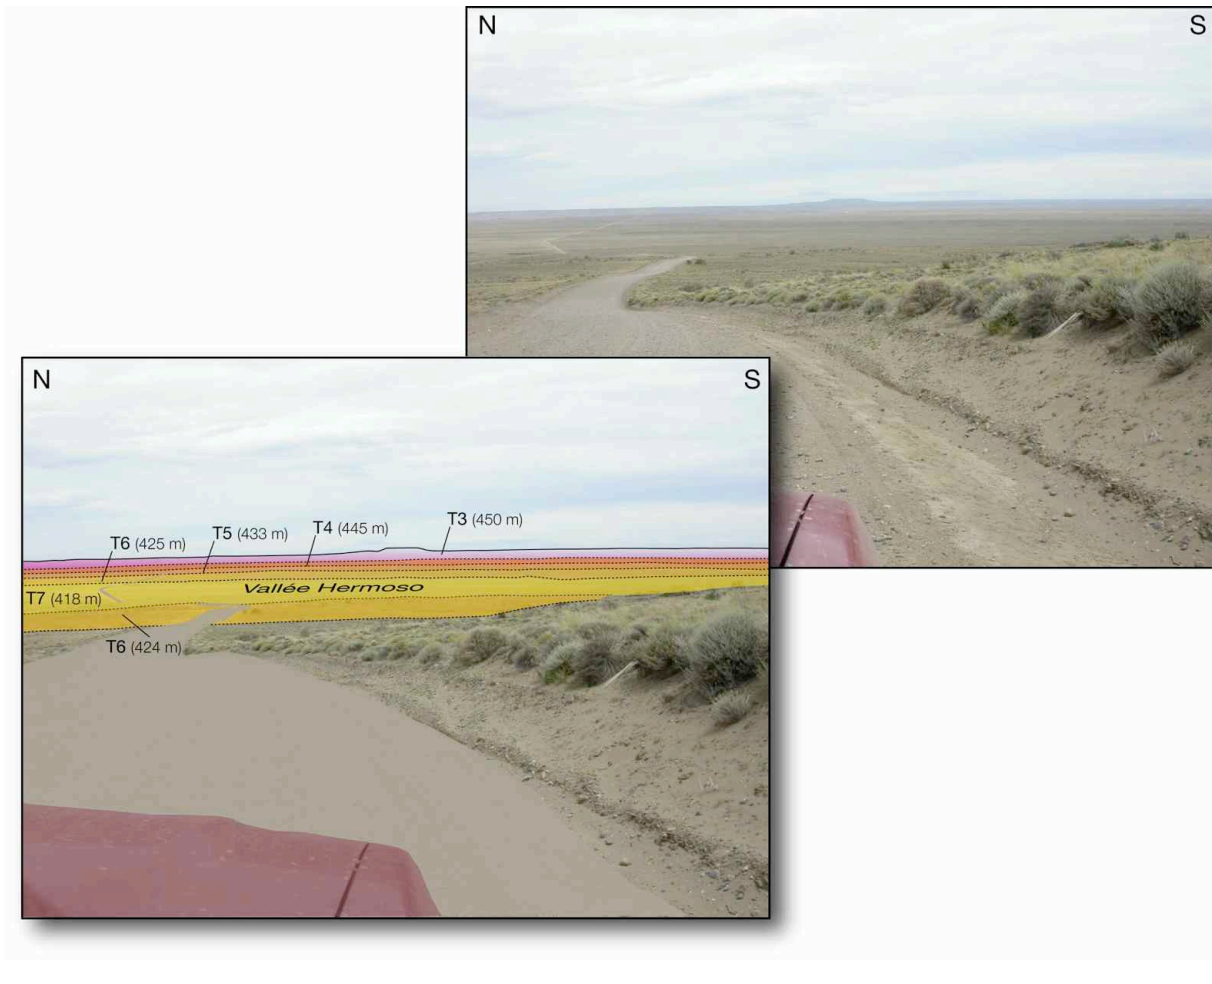 N
S
N
S
T3 (450 m)
T4 (445 m)
T5 (433 m)
T6 (425 m)
Vallée Hermoso
T7 (418 m)
T6 (424 m)